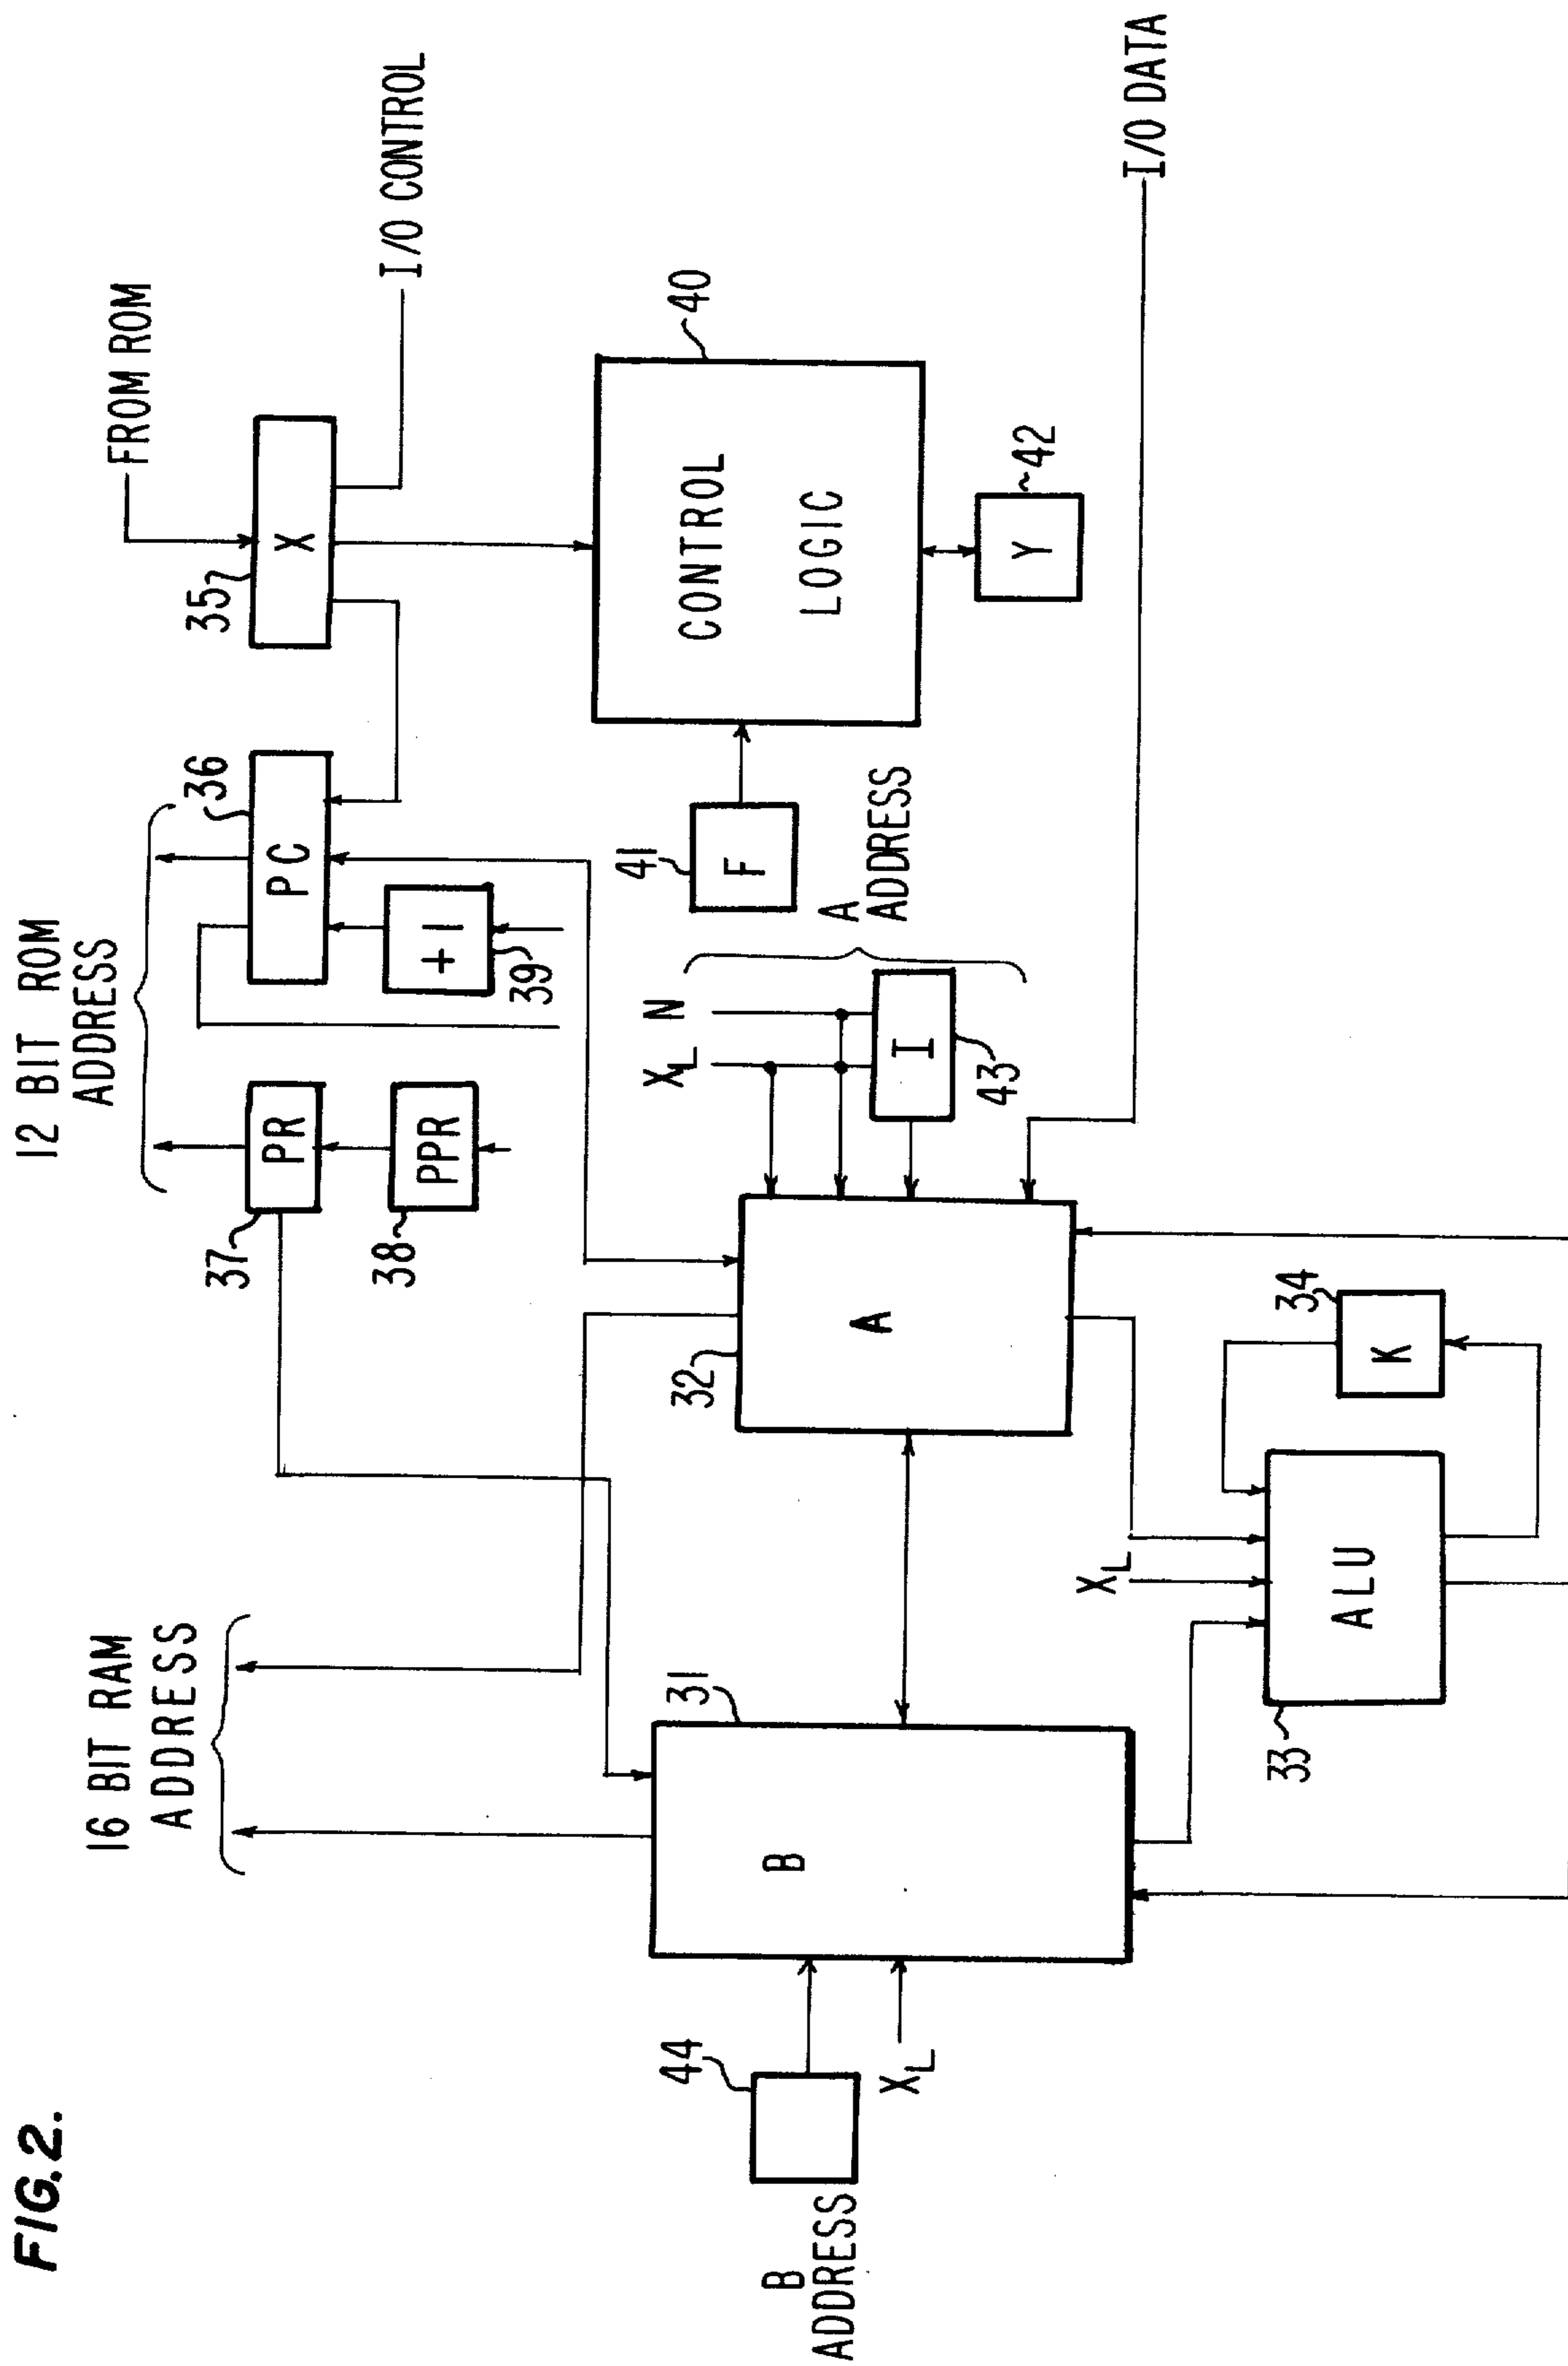 FIG.2.
16 BIT RAM
ADDRESS
12 BIT ROM
ADDRESS
FROM ROM
I/O CONTROL
35
X
36
PC
37
PR
38
PPR
+1
39
40
CONTROL
LOGIC
41
F
Y
42
A
ADDRESS
XL
N
I
43
I/O DATA
32
A
31
B
44
XL
B
ADDRESS
XL
33
ALU
34
K